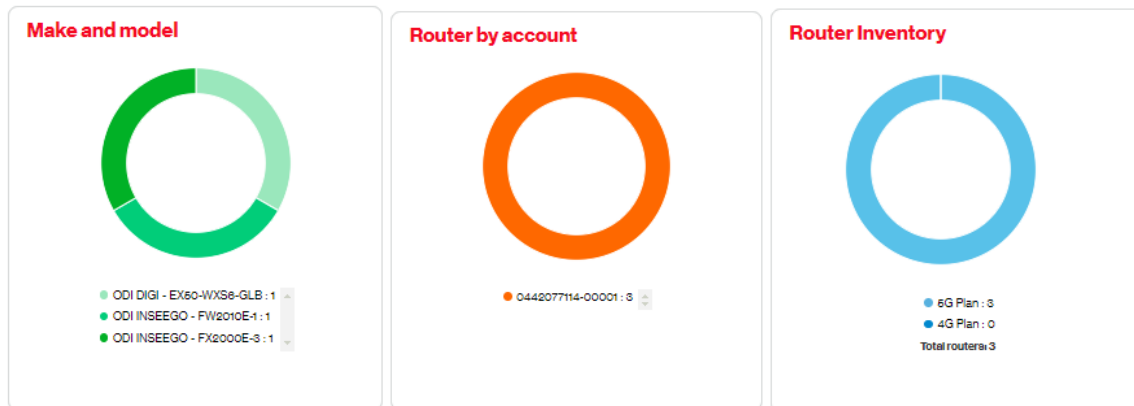 Make and model
ODI DIGI - EX50-WXS6-GLB : 1
ODI INSEEGO - FW2010E-1 : 1
ODI INSEEGO - FX2000E-3 : 1
Router by account
0442077114-00001 : 3
Router Inventory
5G Plan : 3
4G Plan : 0
Total routers: 3